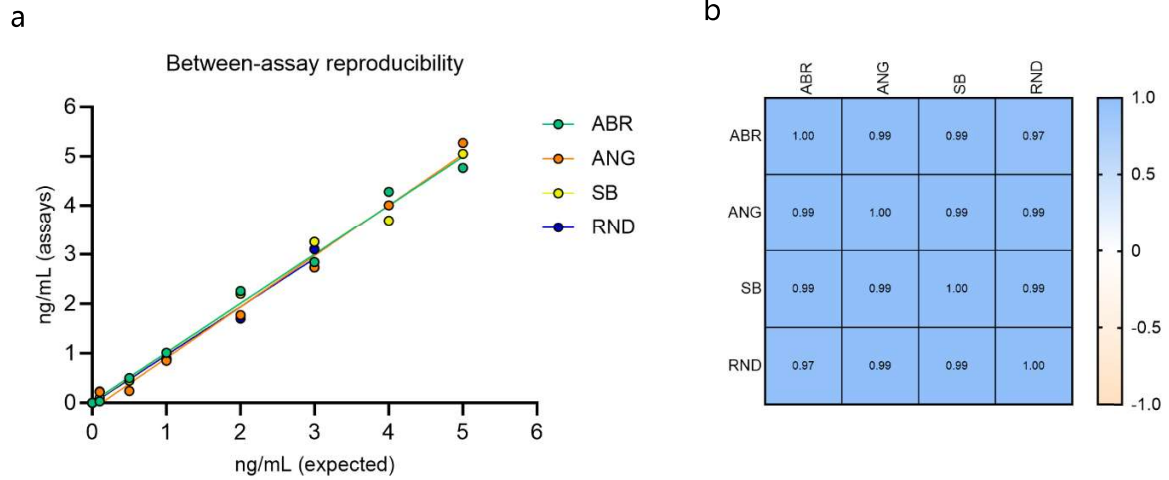 a
Between-assay reproducibility
6
5
4
3
2
1
0
ng/mL (assays)
0 1 2 3 4 5 6
ng/mL (expected)
ABR
ANG
SB
RND
b
ABR ANG SB RND
ABR 1.00 0.99 0.99 0.97
ANG 0.99 1.00 0.99 0.99
SB 0.99 0.99 1.00 0.99
RND 0.97 0.99 0.99 1.00
1.0
0.5
0
-0.5
-1.0